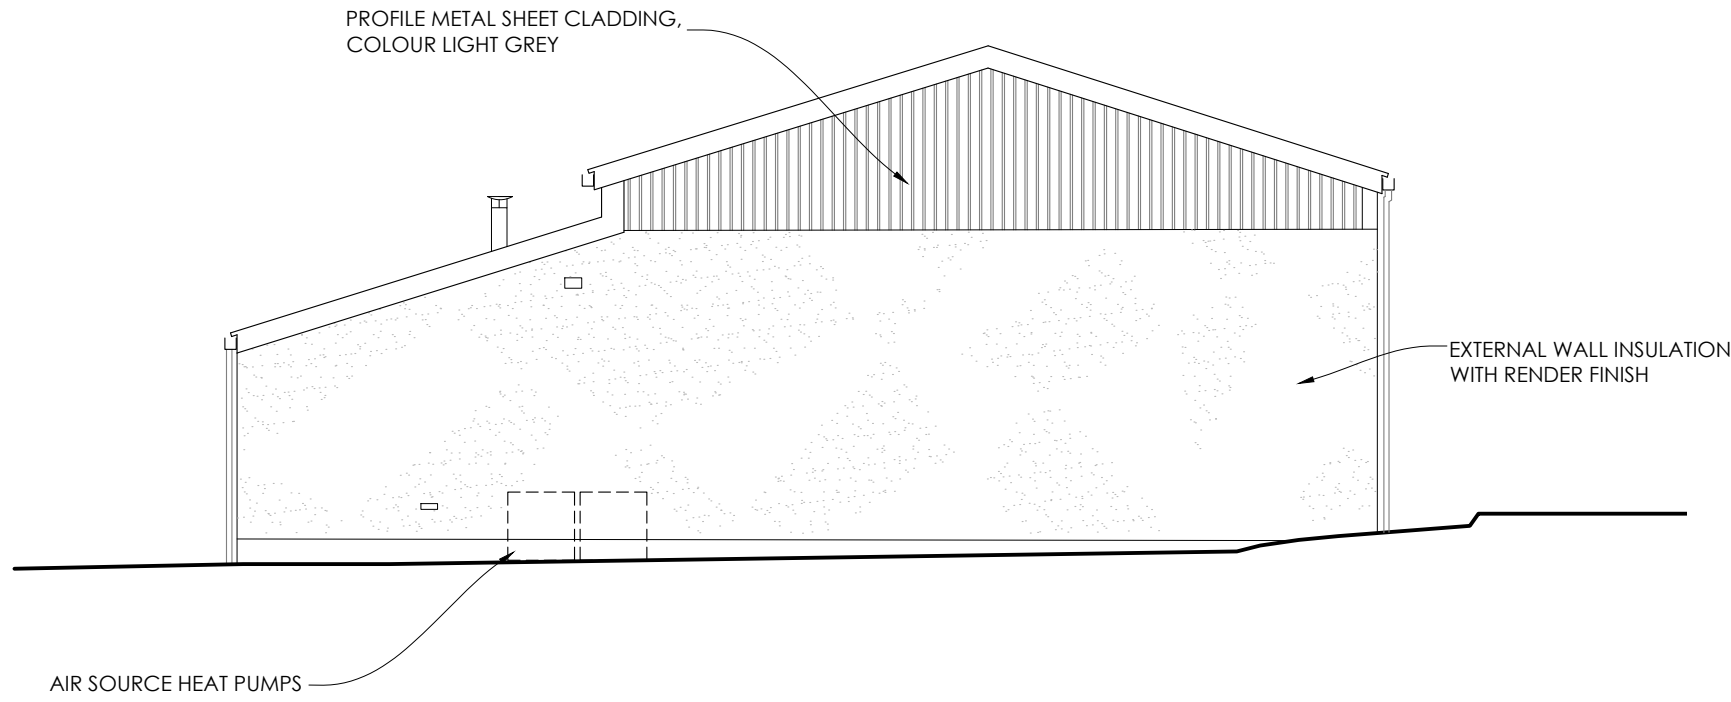 PROFILE METAL SHEET CLADDING,
COLOUR LIGHT GREY
EXTERNAL WALL INSULATION
WITH RENDER FINISH
AIR SOURCE HEAT PUMPS